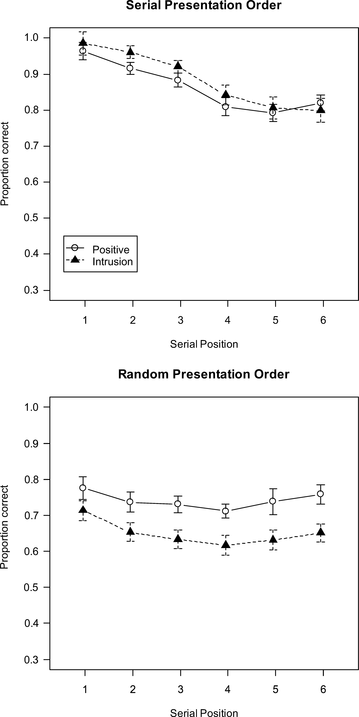 Serial Presentation Order
1.0
0.9
0.8
0.7
0.6
0.5
0.4
0.3
Proportion correct
Positive
Intrusion
1 2 3 4 5 6
Serial Position
Random Presentation Order
1.0
0.9
0.8
0.7
0.6
0.5
0.4
0.3
Proportion correct
1 2 3 4 5 6
Serial Position